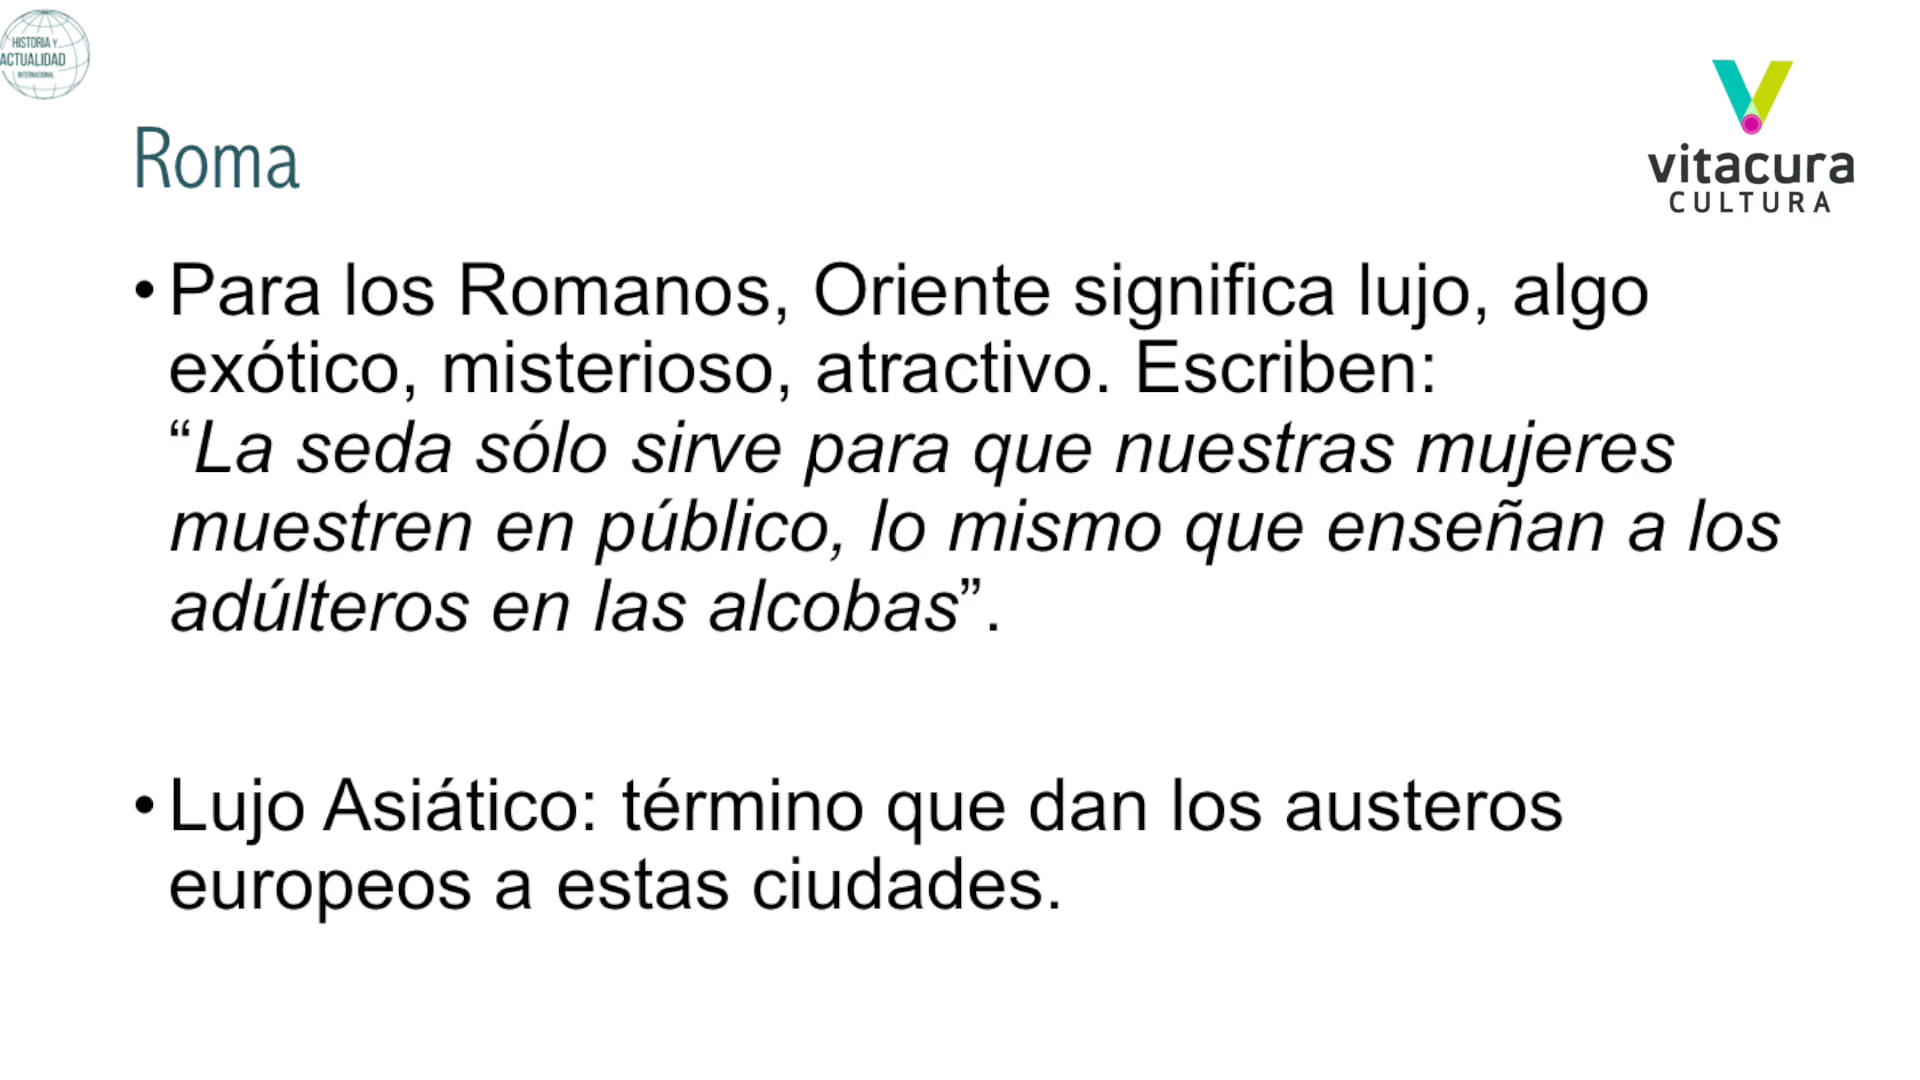 HISTORIA Y
ACTUALIDAD
INTERNACIONAL
vitacura
CULTURA
Roma
• Para los Romanos, Oriente significa lujo, algo
exótico, misterioso, atractivo. Escriben:
“La seda sólo sirve para que nuestras mujeres
muestren en público, lo mismo que enseñan a los
adúlteros en las alcobas”.
• Lujo Asiático: término que dan los austeros
europeos a estas ciudades.